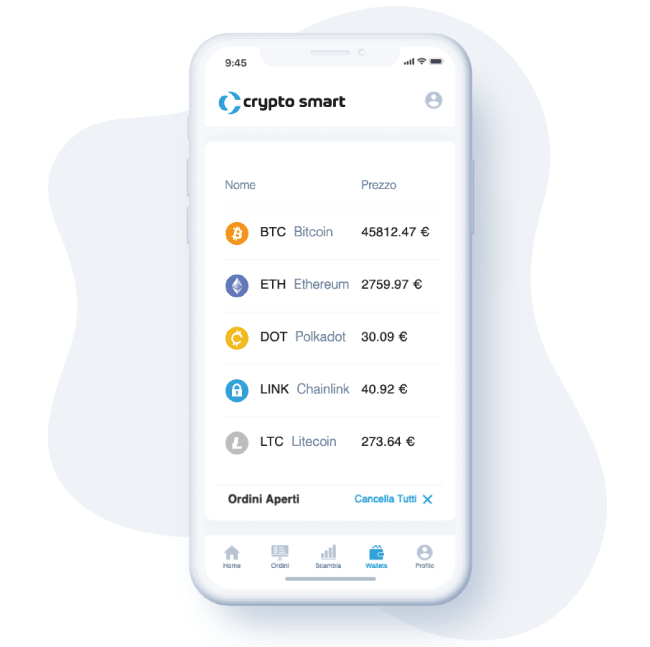 9:45
crypto smart
Nome Prezzo
BTC Bitcoin 45812.47 €
ETH Ethereum 2759.97 €
DOT Polkadot 30.09 €
LINK Chainlink 40.92 €
LTC Litecoin 273.64 €
Ordini Aperti Cancella Tutti
Home Ordini Scambia Wallets Profilo